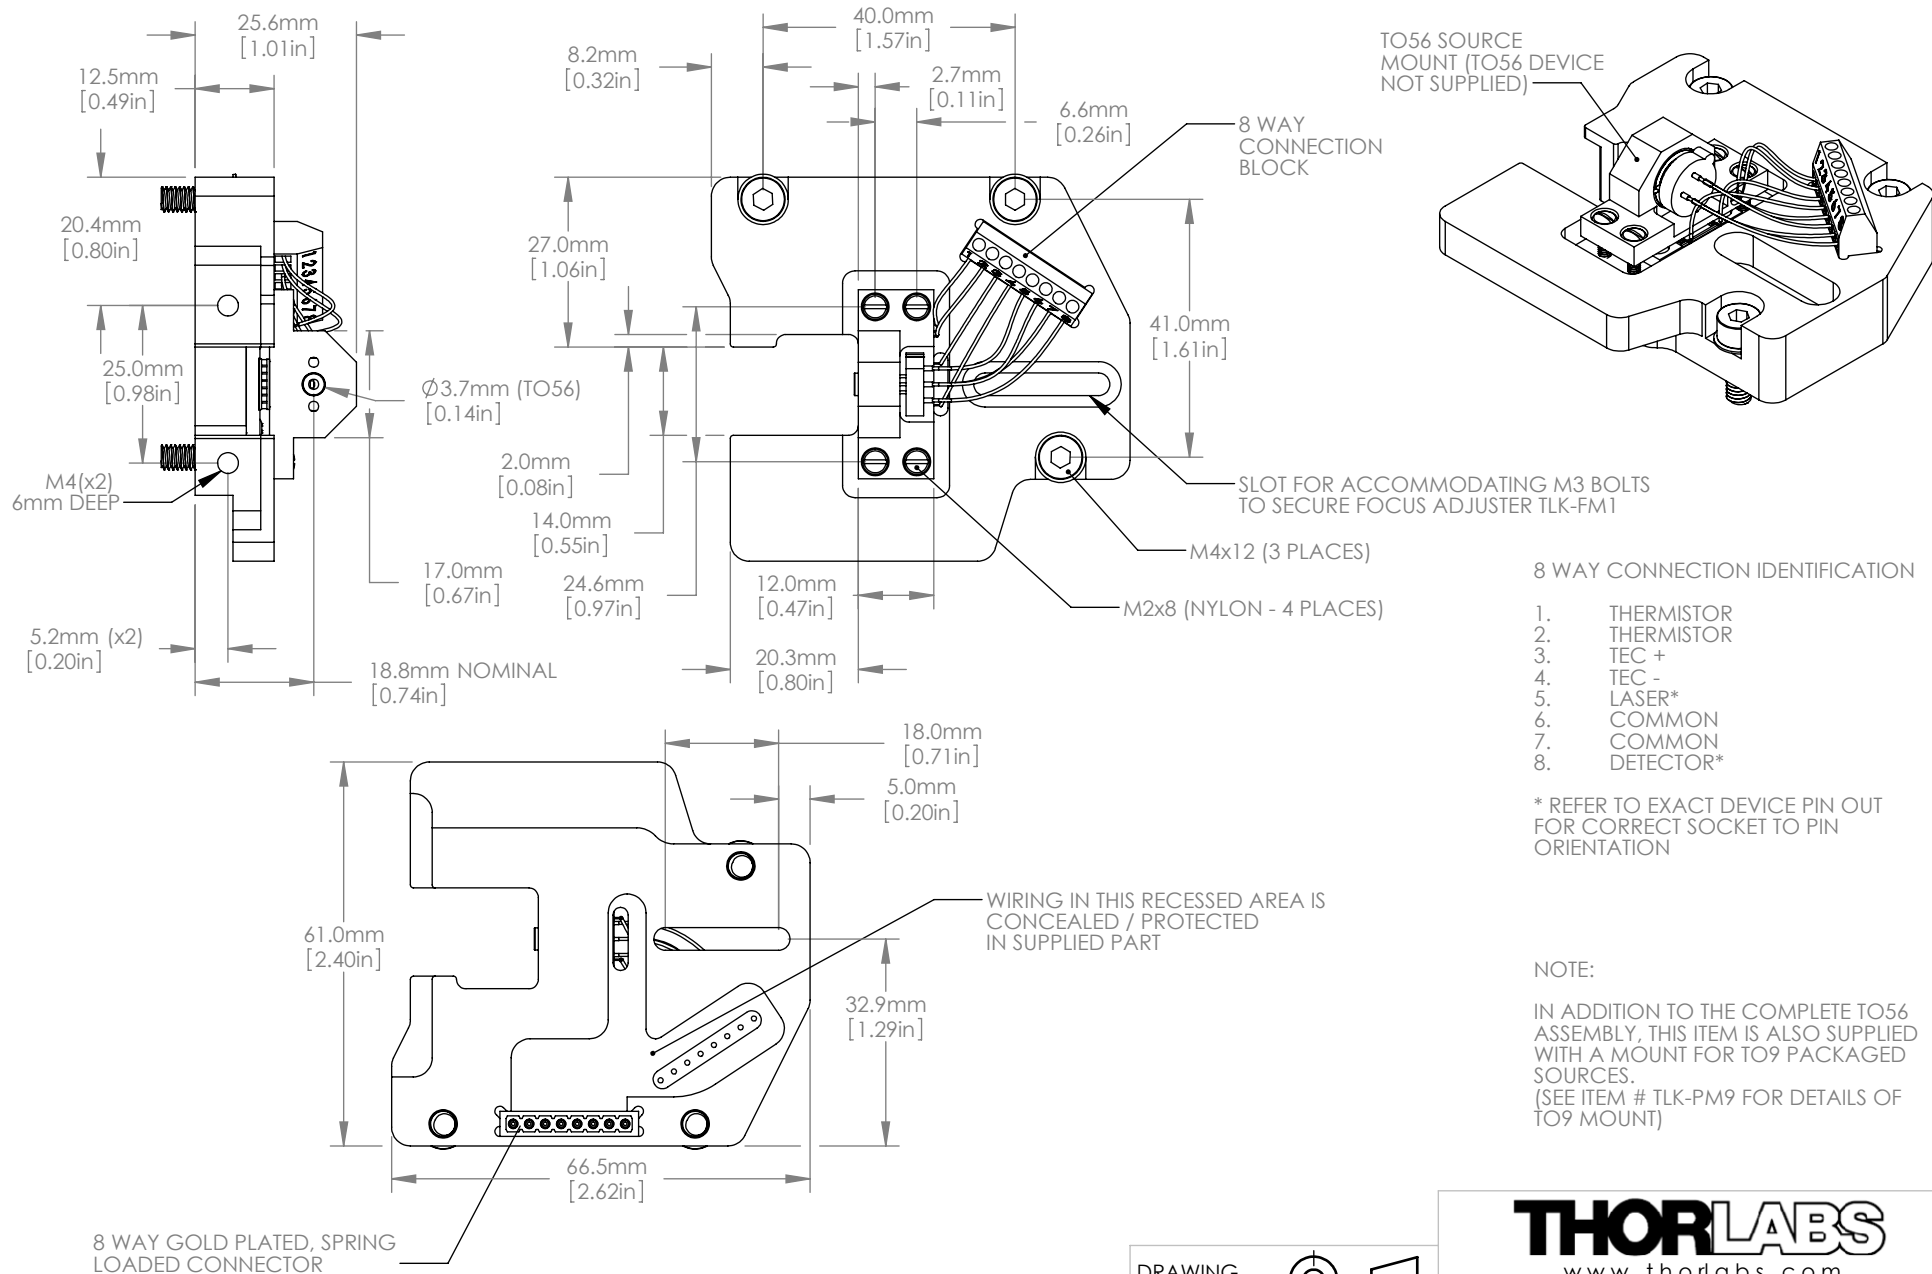 25.6mm
[1.01in]
12.5mm
[0.49in]
20.4mm
[0.80in]
25.0mm
[0.98in]
M4(x2)
6mm DEEP
5.2mm (x2)
[0.20in]
18.8mm NOMINAL
[0.74in]
17.0mm
[0.67in]
Ø3.7mm (TO56)
[0.14in]
40.0mm
[1.57in]
8.2mm
[0.32in]
2.7mm
[0.11in]
6.6mm
[0.26in]
8 WAY
CONNECTION
BLOCK
27.0mm
[1.06in]
41.0mm
[1.61in]
2.0mm
[0.08in]
14.0mm
[0.55in]
24.6mm
[0.97in]
12.0mm
[0.47in]
20.3mm
[0.80in]
SLOT FOR ACCOMMODATING M3 BOLTS
TO SECURE FOCUS ADJUSTER TLK-FM1
M4x12 (3 PLACES)
M2x8 (NYLON - 4 PLACES)
TO56 SOURCE
MOUNT (TO56 DEVICE
NOT SUPPLIED)
8 WAY CONNECTION IDENTIFICATION
1. THERMISTOR
2. THERMISTOR
3. TEC +
4. TEC -
5. LASER*
6. COMMON
7. COMMON
8. DETECTOR*
* REFER TO EXACT DEVICE PIN OUT
FOR CORRECT SOCKET TO PIN
ORIENTATION
18.0mm
[0.71in]
5.0mm
[0.20in]
61.0mm
[2.40in]
WIRING IN THIS RECESSED AREA IS
CONCEALED / PROTECTED
IN SUPPLIED PART
32.9mm
[1.29in]
66.5mm
[2.62in]
8 WAY GOLD PLATED, SPRING
LOADED CONNECTOR
NOTE:
IN ADDITION TO THE COMPLETE TO56
ASSEMBLY, THIS ITEM IS ALSO SUPPLIED
WITH A MOUNT FOR TO9 PACKAGED
SOURCES.
(SEE ITEM # TLK-PM9 FOR DETAILS OF
TO9 MOUNT)
DRAWING
THORLABS
www.thorlabs.com